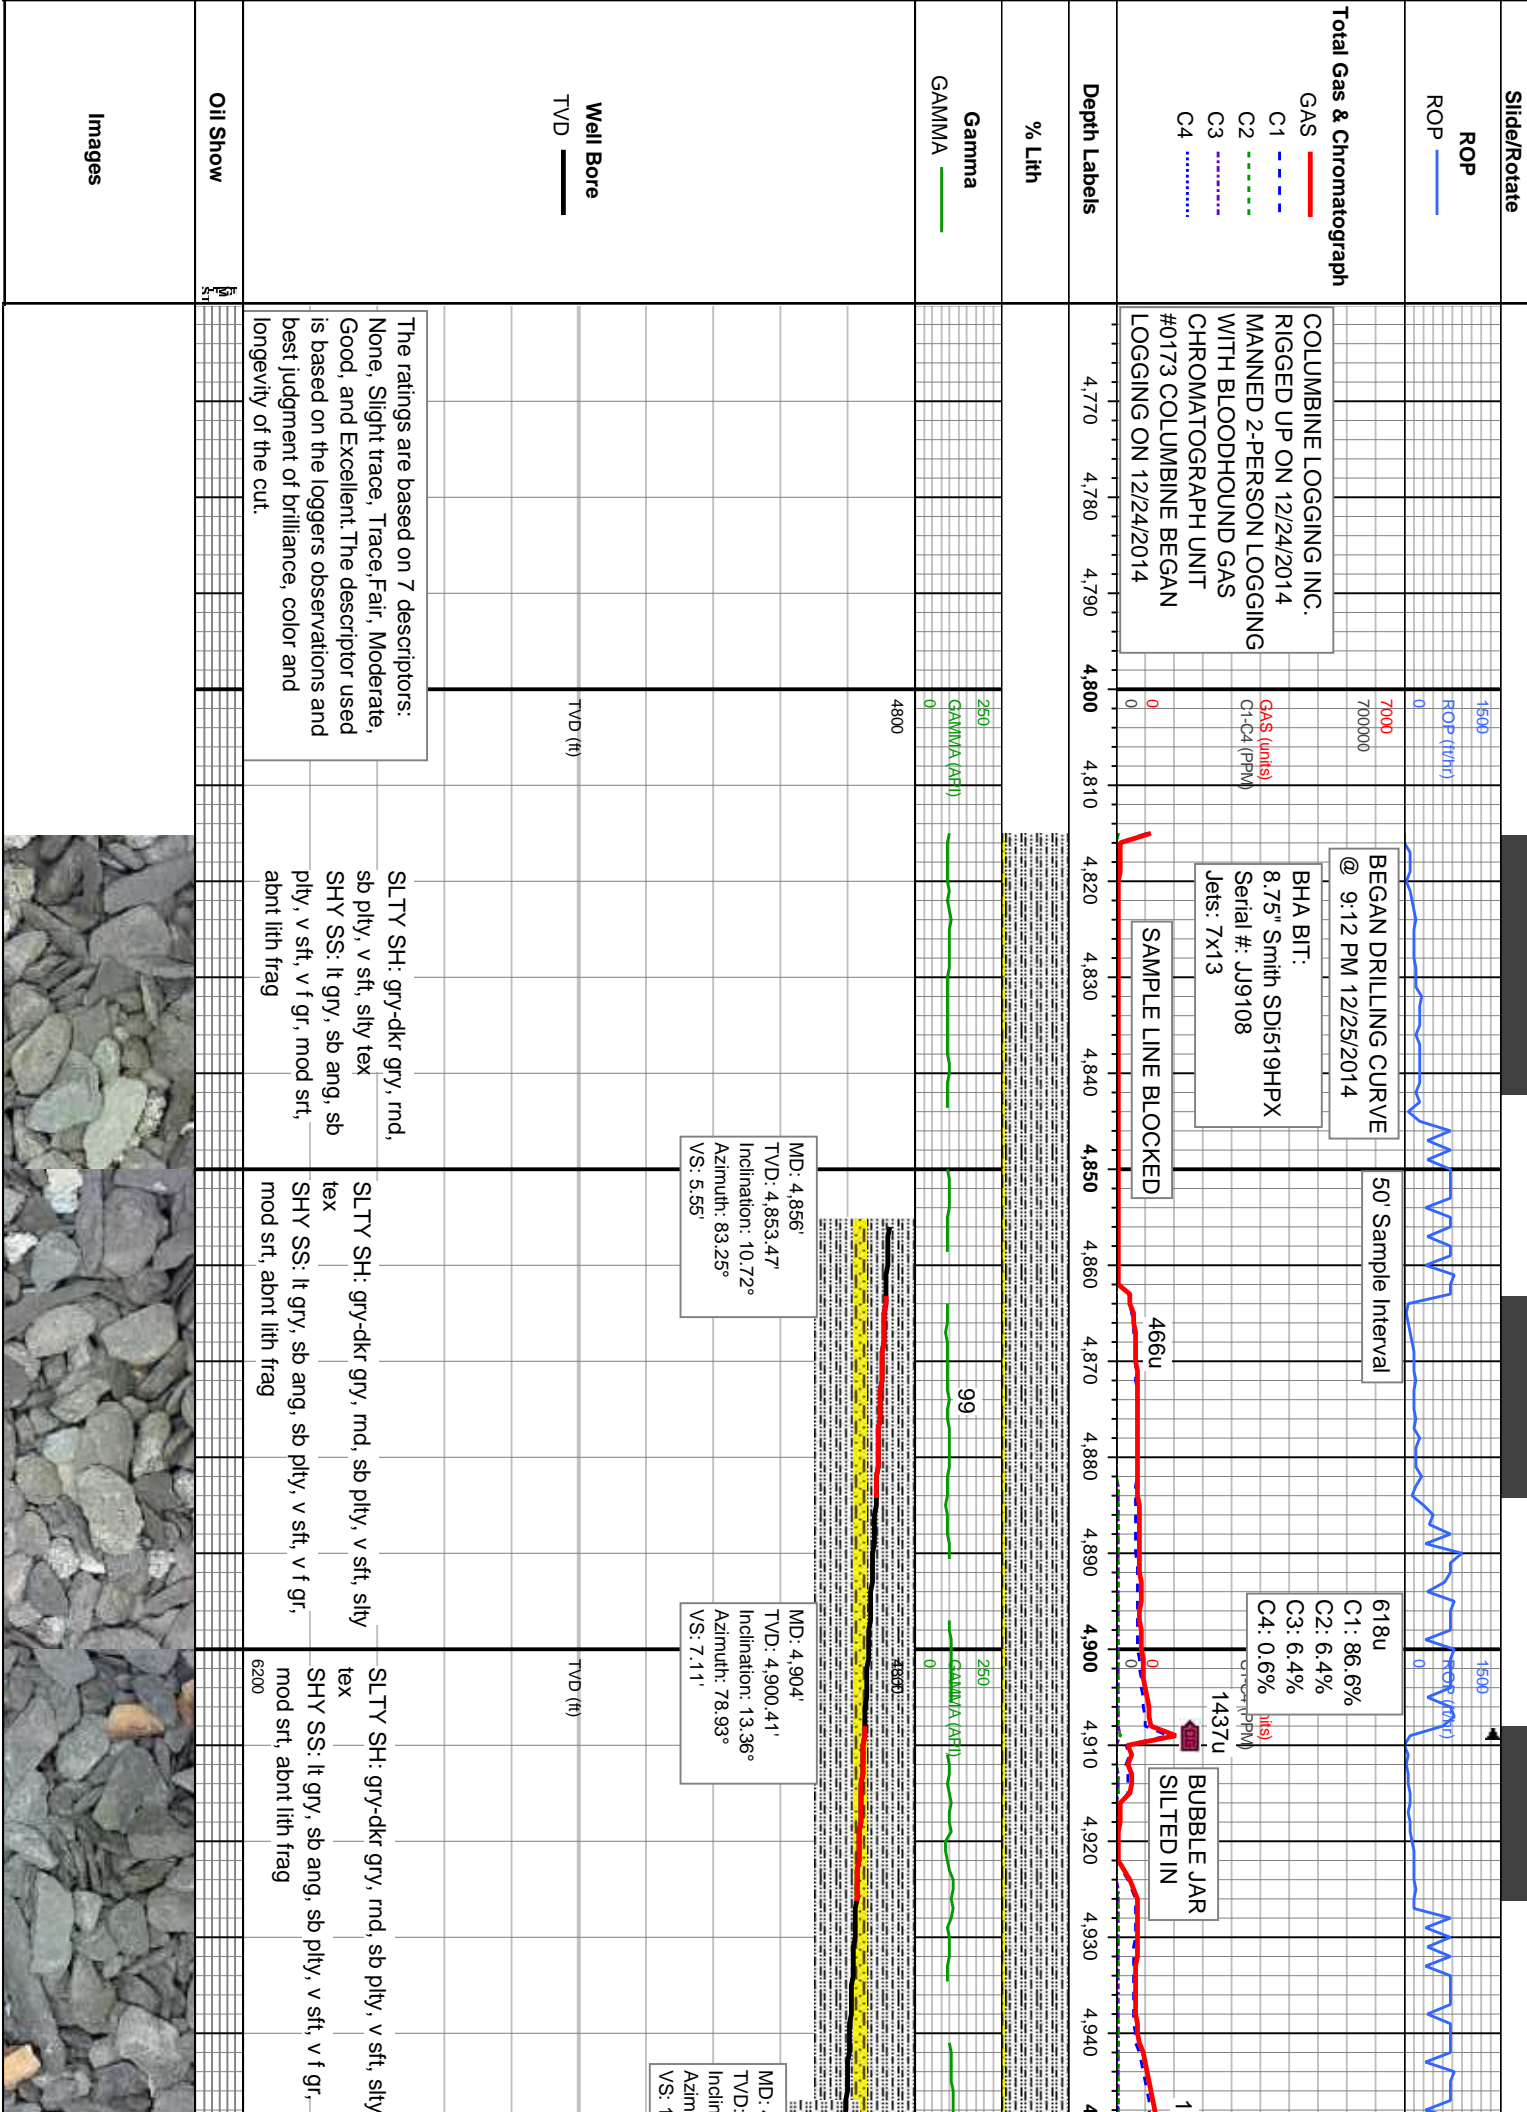 Slide/Rotate
ROP
ROP
Total Gas & Chromatograph
GAS
C1
C2
C3
C4
Depth Labels
% Lith
Gamma
GAMMA
Well Bore
TVD
Oil Show
Images
COLUMBINE LOGGING INC.
RIGGED UP ON 12/24/2014
MANNED 2-PERSON LOGGING
WITH BLOODHOUND GAS
CHROMATOGRAPH UNIT
#0173 COLUMBINE BEGAN
LOGGING ON 12/24/2014
4,770
4,780
4,790
4,800
4,810
4,820
4,830
4,840
4,850
4,860
4,870
4,880
4,890
4,900
4,910
4,920
4,930
4,940
The ratings are based on 7 descriptors:
None, Slight trace, Trace,Fair, Moderate,
Good, and Excellent.The descriptor used
is based on the loggers observations and
best judgment of brilliance, color and
longevity of the cut.
1500
ROP (ft/hr)
0
7000
700000
GAS (units)
C1-C4 (PPM)
0
0
250
GAMMA (API)
0
4800
TVD (ft)
BEGAN DRILLING CURVE
@ 9:12 PM 12/25/2014
BHA BIT:
8.75" Smith SDi519HPX
Serial #: JJ9108
Jets: 7x13
SAMPLE LINE BLOCKED
SLTY SH: gry-dkr gry, rnd,
sb plty, v sft, slty tex
SHY SS: lt gry, sb ang, sb
plty, v sft, v f gr, mod srt,
abnt lith frag
50' Sample Interval
466u
99
MD: 4,856'
TVD: 4,853.47'
Inclination: 10.72°
Azimuth: 83.25°
VS: 5.55'
SLTY SH: gry-dkr gry, rnd, sb plty, v sft, slty
tex
SHY SS: lt gry, sb ang, sb plty, v sft, v f gr,
mod srt, abnt lith frag
618u
C1: 86.6%
C2: 6.4%
C3: 6.4%
C4: 0.6%
1500
ROP (ft/hr)
0
1437u
0
0
BUBBLE JAR
SILTED IN
250
GAMMA (API)
0
4800
MD: 4,904'
TVD: 4,900.41'
Inclination: 13.36°
Azimuth: 78.93°
VS: 7.11'
TVD (ft)
6200
SLTY SH: gry-dkr gry, rnd, sb plty, v sft, slty
tex
SHY SS: lt gry, sb ang, sb plty, v sft, v f gr,
mod srt, abnt lith frag
MD:
TVD:
VS: 1